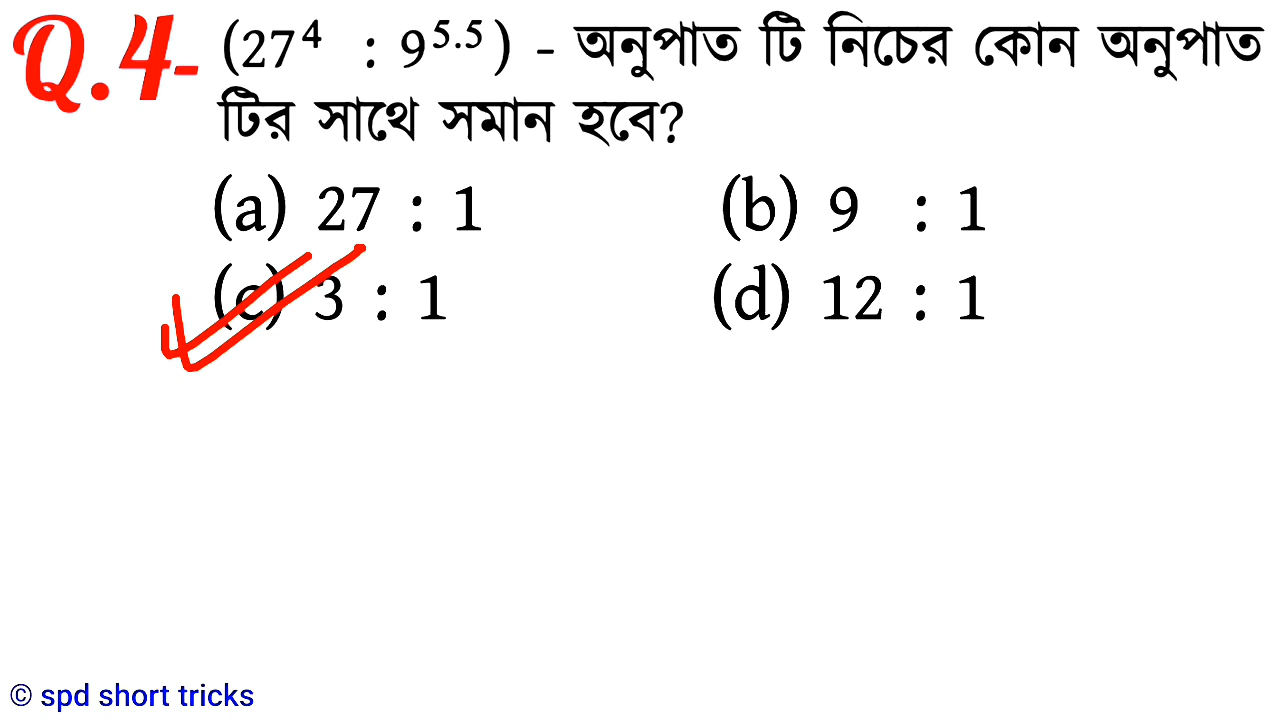 Q.4- (27⁴ : 9⁵·⁵) - অনুপাত টি নিচের কোন অনুপাত
টির সাথে সমান হবে?
(a) 27 : 1 (b) 9 : 1
(c) 3 : 1 (d) 12 : 1
© spd short tricks